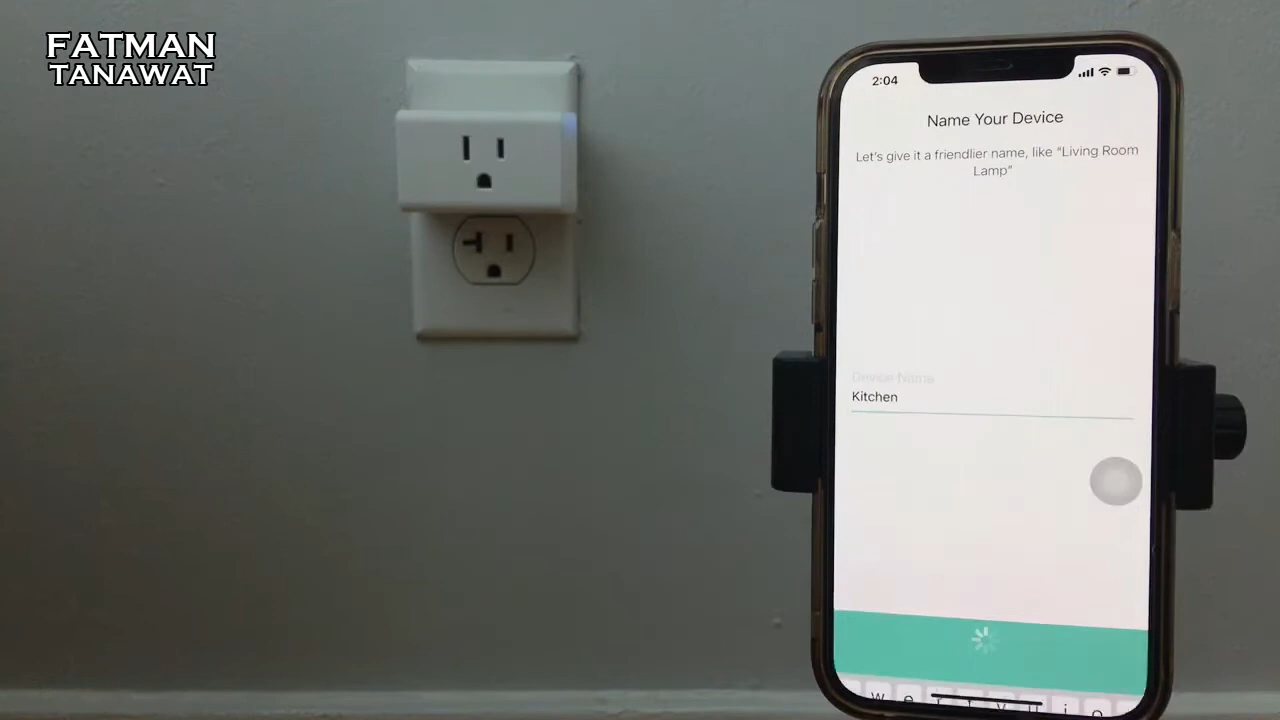 FATMAN
TANAWAT
2:04
Name Your Device
Let's give it a friendlier name, like “Living Room
Lamp”
Device Name
Kitchen